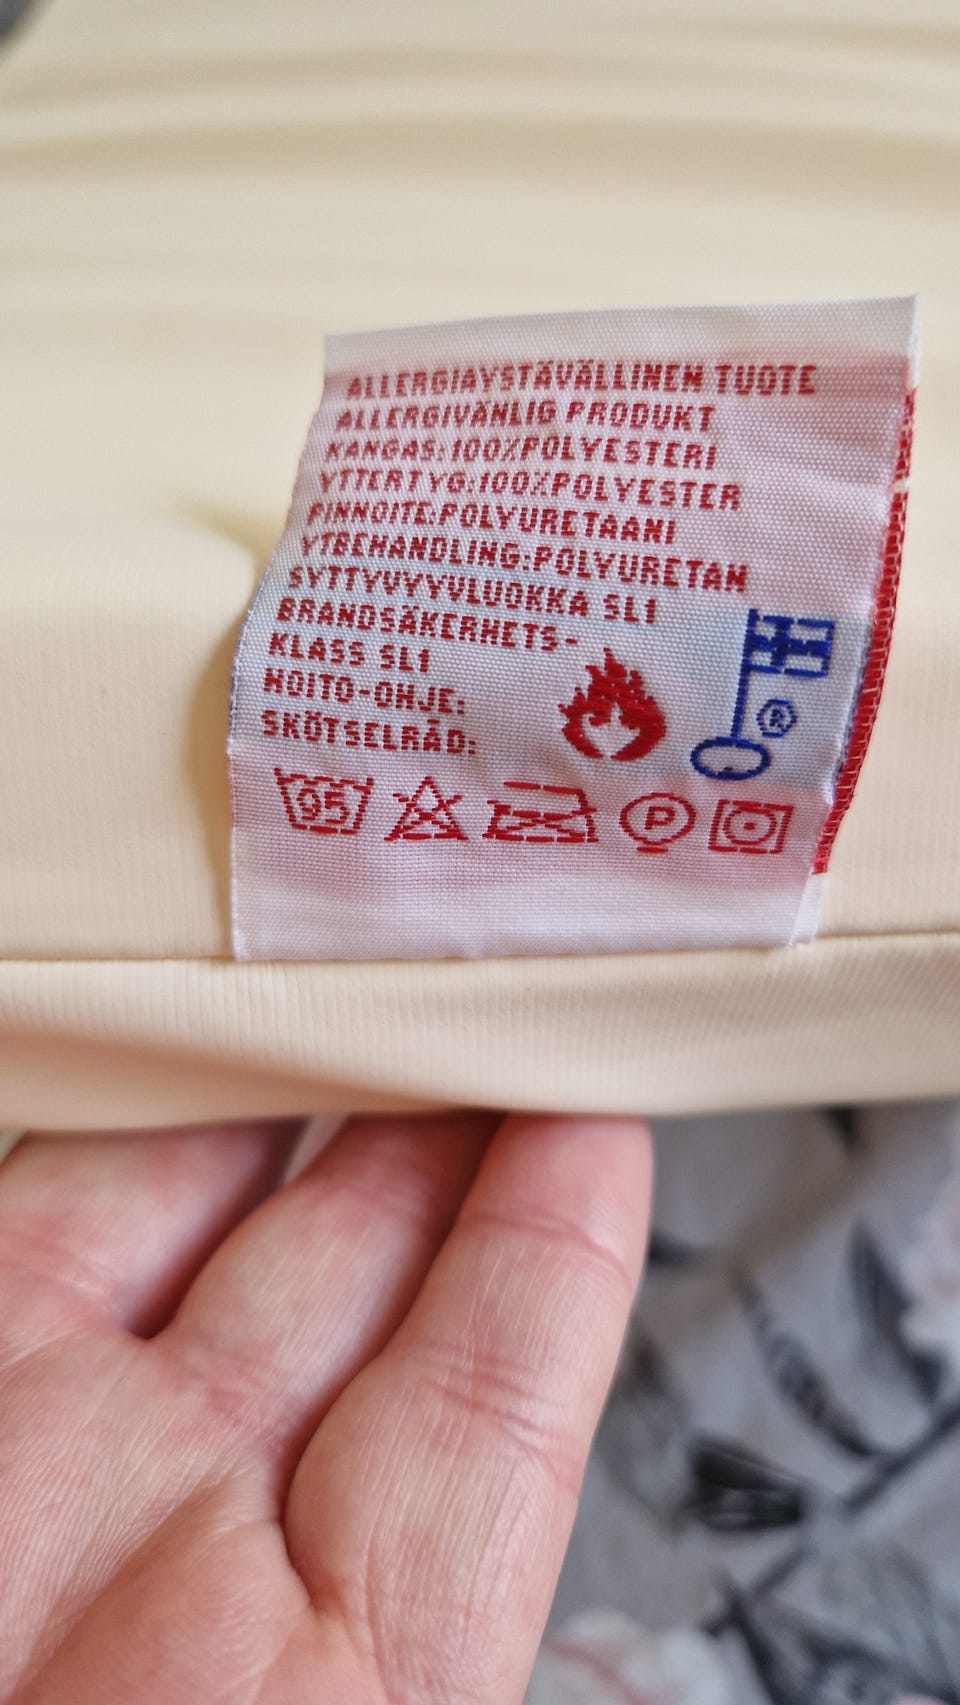 ALLERGIAYSTÄVÄLLINEN TUOTE
ALLERGIVÄNLIG PRODUKT
KANGAS:100%POLYESTERI
YTTERTYG:100%POLYESTER
PINNOITE:POLYURETAANI
YTBEHANDLING:POLYURETAN
SYTTYVYYVLUOKKA SL1
BRANDSÄKERHETS-
KLASS SL1
HOITO-OHJE:
SKÖTSELRÅD:
®
95 P